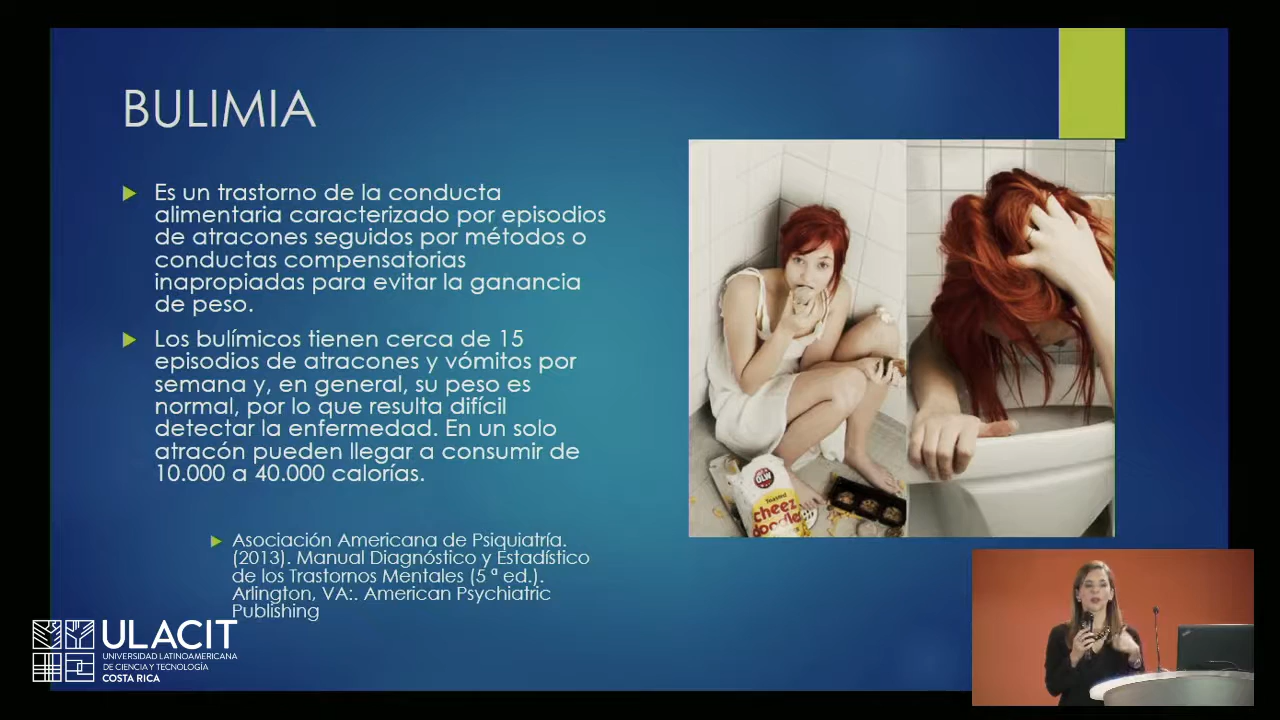 BULIMIA
Es un trastorno de la conducta
alimentaria caracterizado por episodios
de atracones seguidos por métodos o
conductas compensatorias
inapropiadas para evitar la ganancia
de peso.
Los bulímicos tienen cerca de 15
episodios de atracones y vómitos por
semana y, en general, su peso es
normal, por lo que resulta difícil
detectar la enfermedad. En un solo
atracón pueden llegar a consumir de
10.000 a 40.000 calorías.
Asociación Americana de Psiquiatría.
(2013). Manual Diagnóstico y Estadístico
de los Trastornos Mentales (5 ª ed.).
Arlington, VA:. American Psychiatric
Publishing
OLW
Toasted
cheez
doodles
ULACIT
UNIVERSIDAD LATINOAMERICANA
DE CIENCIA Y TECNOLOGÍA
COSTA RICA